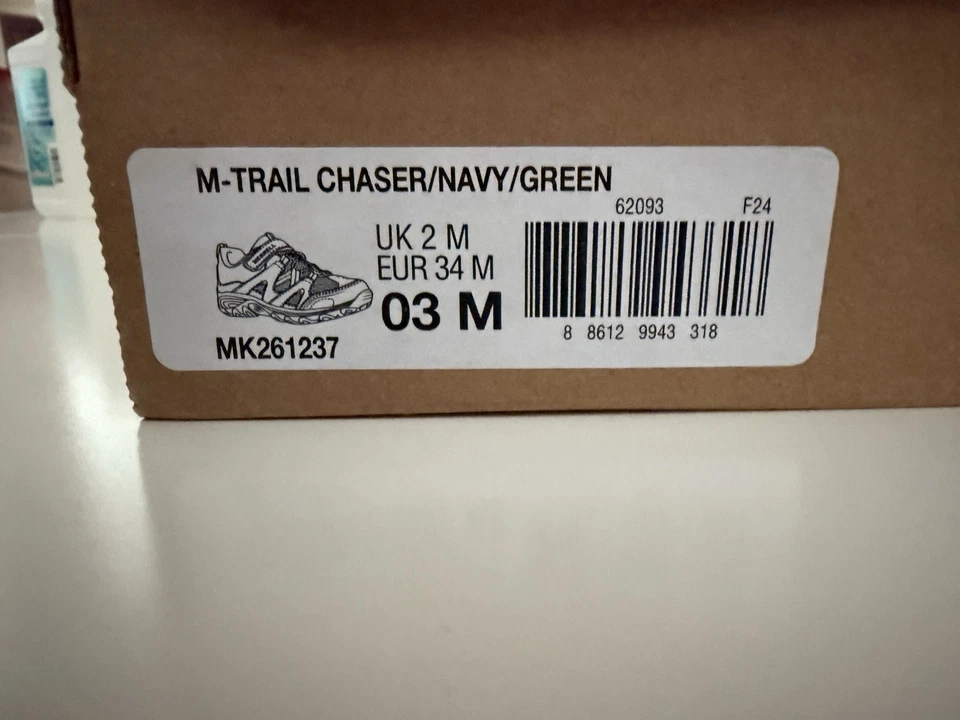 M-TRAIL CHASER/NAVY/GREEN
62093 F24
UK 2 M
EUR 34 M
03 M
8 8612 9943 318
MK261237